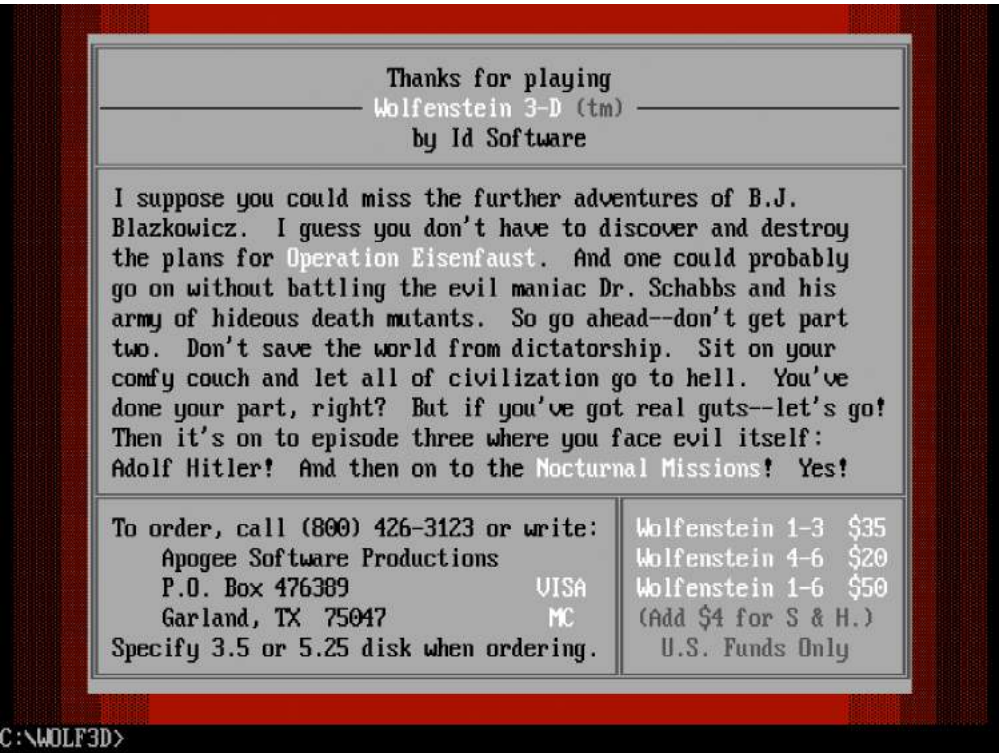 Thanks for playing
Wolfenstein 3-D (tm)
by Id Software
I suppose you could miss the further adventures of B.J.
Blazkowicz.  I guess you don't have to discover and destroy
the plans for Operation Eisenfaust.  And one could probably
go on without battling the evil maniac Dr. Schabbs and his
army of hideous death mutants.  So go ahead--don't get part
two.  Don't save the world from dictatorship.  Sit on your
comfy couch and let all of civilization go to hell.  You've
done your part, right?  But if you've got real guts--let's go!
Then it's on to episode three where you face evil itself:
Adolf Hitler!  And then on to the Nocturnal Missions!  Yes!
To order, call (800) 426-3123 or write:
Apogee Software Productions
P.O. Box 476389 VISA
Garland, TX  75047 MC
Specify 3.5 or 5.25 disk when ordering.
Wolfenstein 1-3  $35
Wolfenstein 4-6  $20
Wolfenstein 1-6  $50
(Add $4 for S & H.)
U.S. Funds Only
C:\WOLF3D>